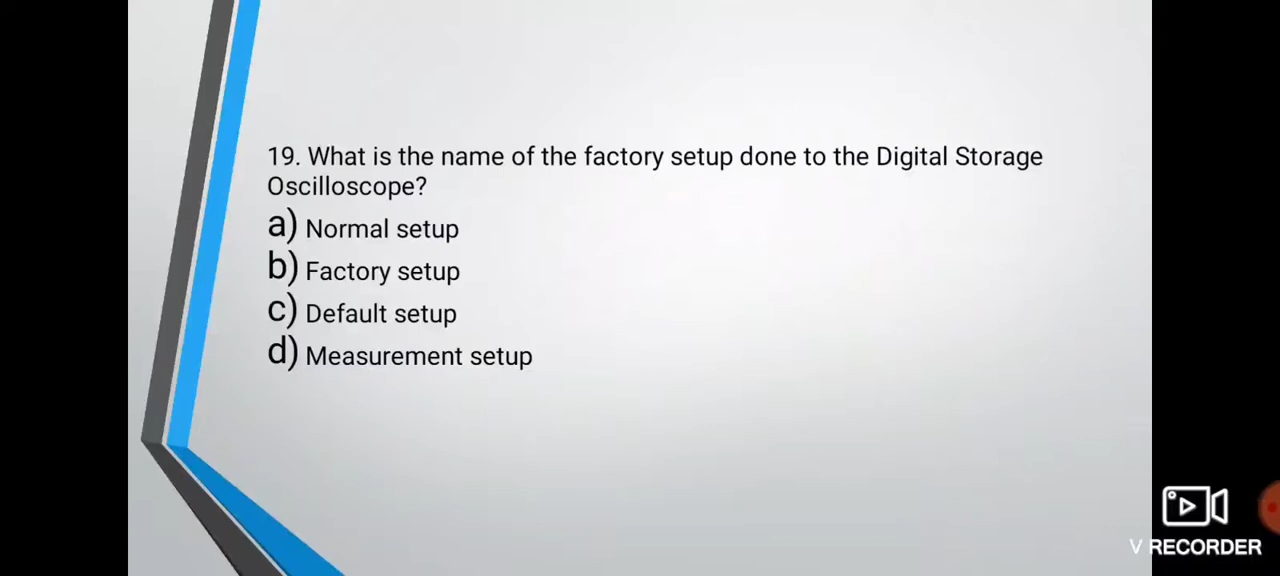 19. What is the name of the factory setup done to the Digital Storage
Oscilloscope?
a) Normal setup
b) Factory setup
c) Default setup
d) Measurement setup
V RECORDER